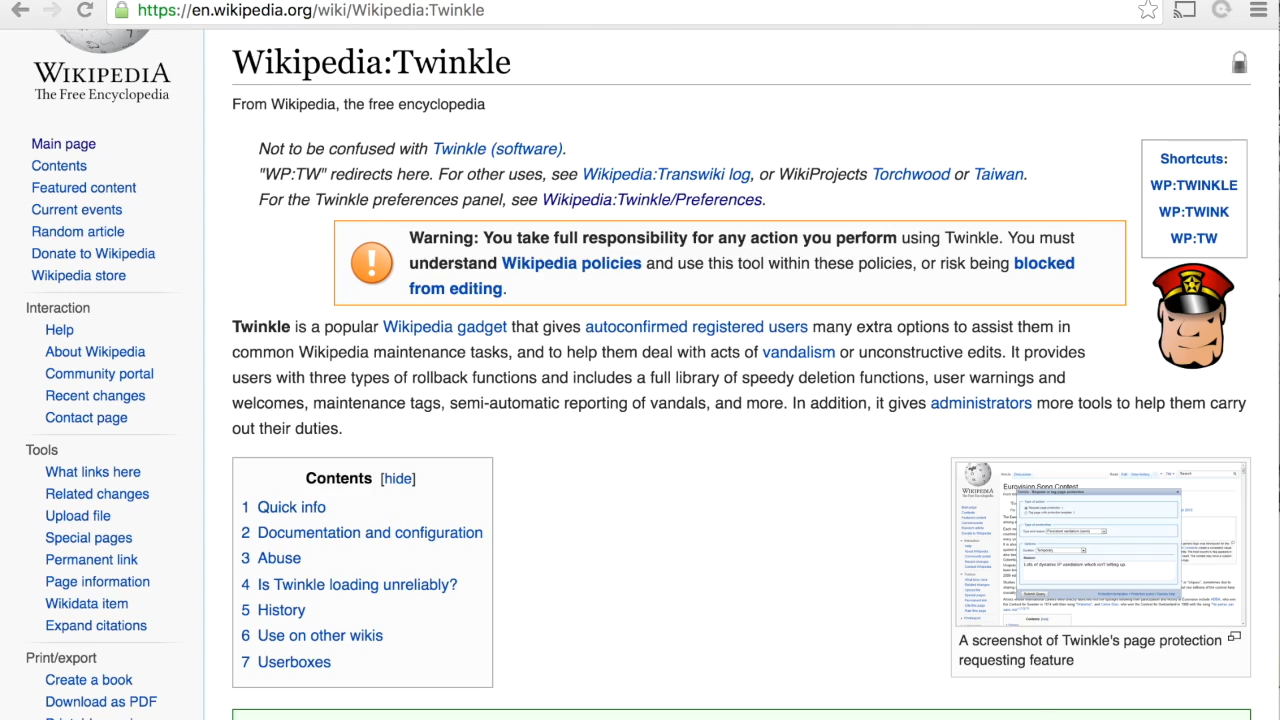 https://en.wikipedia.org/wiki/Wikipedia:Twinkle
WIKIPEDIA
The Free Encyclopedia
Main page
Contents
Featured content
Current events
Random article
Donate to Wikipedia
Wikipedia store
Interaction
Help
About Wikipedia
Community portal
Recent changes
Contact page
Tools
What links here
Related changes
Upload file
Special pages
Permanent link
Page information
Wikidata item
Expand citations
Print/export
Create a book
Download as PDF
Wikipedia:Twinkle
From Wikipedia, the free encyclopedia
Not to be confused with Twinkle (software).
"WP:TW" redirects here. For other uses, see Wikipedia:Transwiki log, or WikiProjects Torchwood or Taiwan.
For the Twinkle preferences panel, see Wikipedia:Twinkle/Preferences.
Shortcuts:
WP:TWINKLE
WP:TWINK
WP:TW
Warning: You take full responsibility for any action you perform using Twinkle. You must
understand Wikipedia policies and use this tool within these policies, or risk being blocked
from editing.
Twinkle is a popular Wikipedia gadget that gives autoconfirmed registered users many extra options to assist them in
common Wikipedia maintenance tasks, and to help them deal with acts of vandalism or unconstructive edits. It provides
users with three types of rollback functions and includes a full library of speedy deletion functions, user warnings and
welcomes, maintenance tags, semi-automatic reporting of vandals, and more. In addition, it gives administrators more tools to help them carry
out their duties.
Contents [hide]
1 Quick info
2 Documentation and configuration
3 Abuse
4 Is Twinkle loading unreliably?
5 History
6 Use on other wikis
7 Userboxes
Eurovision Song Contest
Lots of dynamic IP vandalism which isn't letting up.
A screenshot of Twinkle's page protection
requesting feature